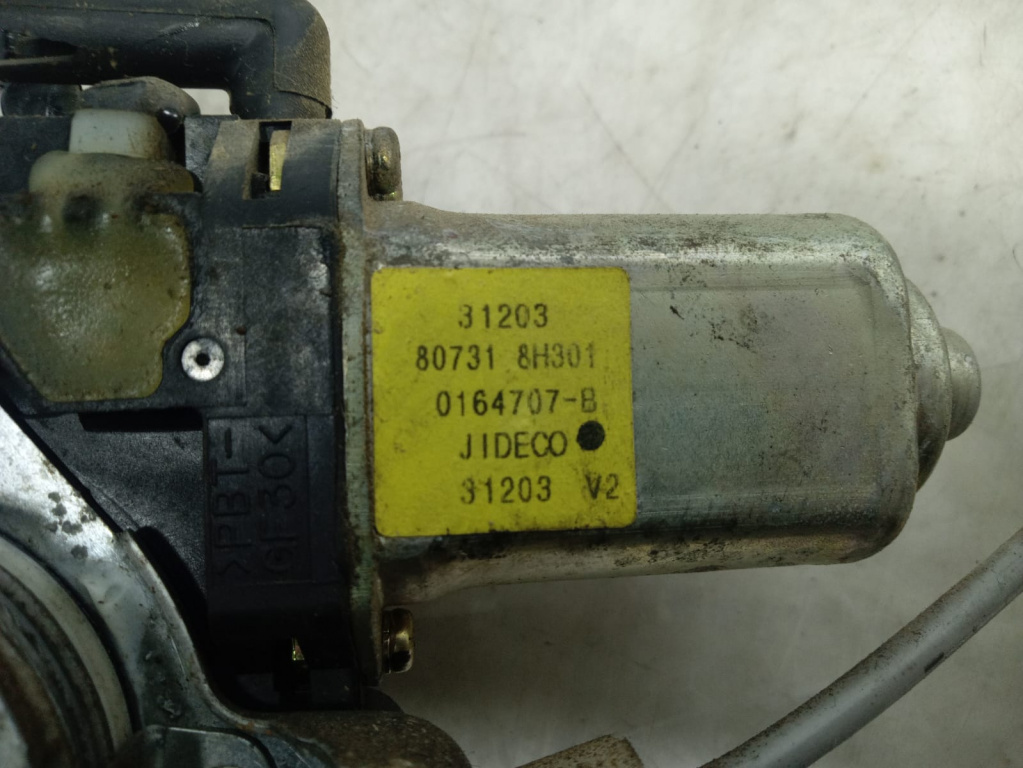 31203
80731 8H301
0164707-B
JIDECO
31203 V2
>PBT-
GF30<